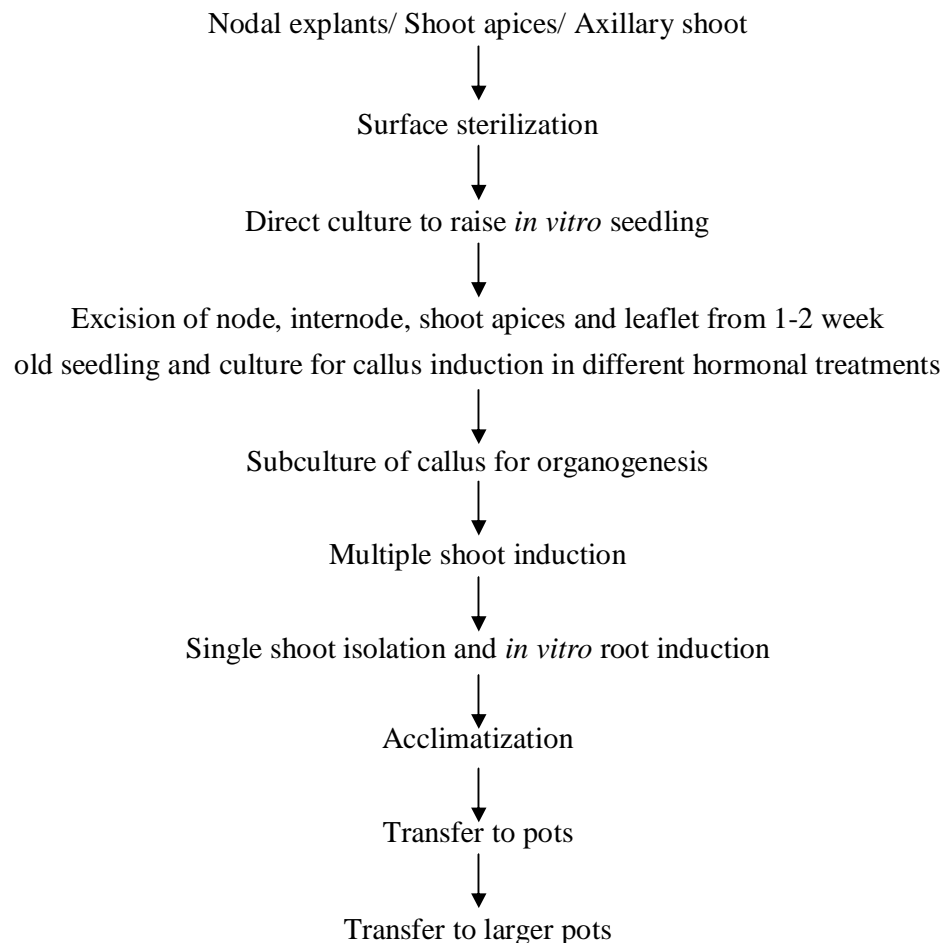 Nodal explants/ Shoot apices/ Axillary shoot
Surface sterilization
Direct culture to raise in vitro seedling
Excision of node, internode, shoot apices and leaflet from 1-2 week
old seedling and culture for callus induction in different hormonal treatments
Subculture of callus for organogenesis
Multiple shoot induction
Single shoot isolation and in vitro root induction
Acclimatization
Transfer to pots
Transfer to larger pots